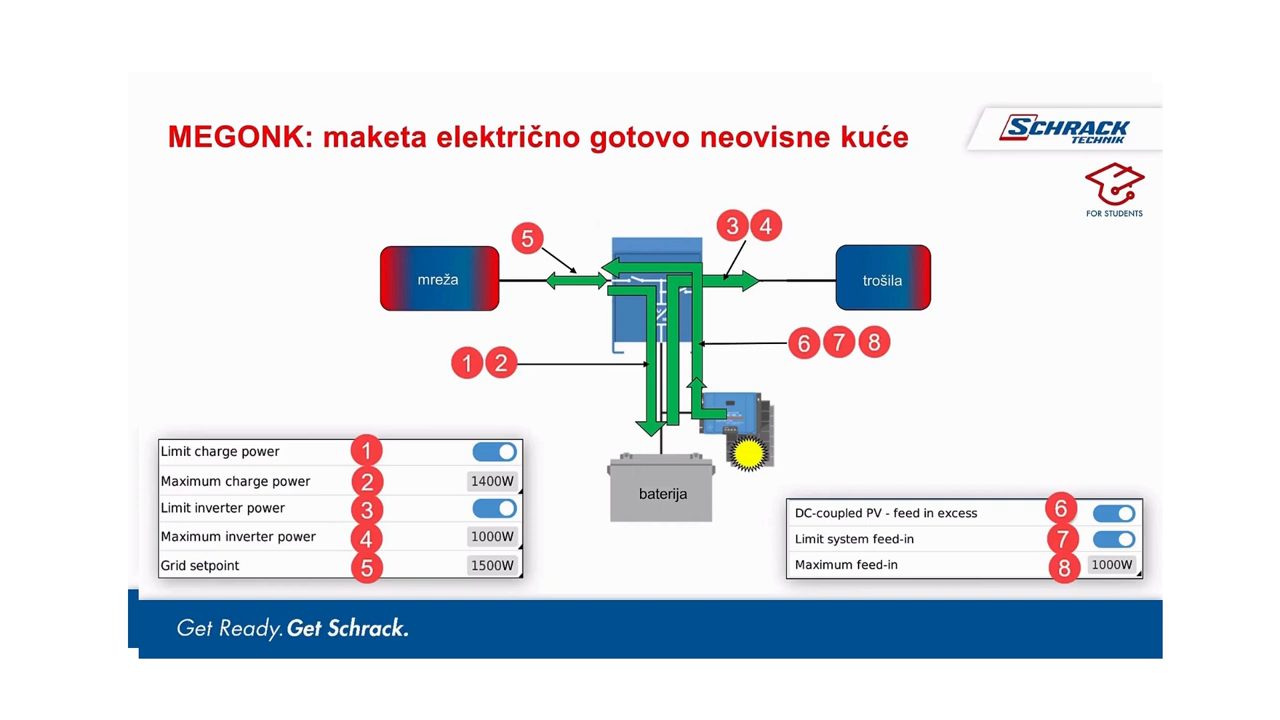 MEGONK: maketa električno gotovo neovisne kuće
SCHRACK
TECHNIK
FOR STUDENTS
5
3 4
mreža
trošila
6 7 8
1 2
baterija
Limit charge power 1
Maximum charge power 2 1400W
Limit inverter power 3
Maximum inverter power 4 1000W
Grid setpoint 5 1500W
DC-coupled PV - feed in excess 6
Limit system feed-in 7
Maximum feed-in 8 1000W
Get Ready. Get Schrack.